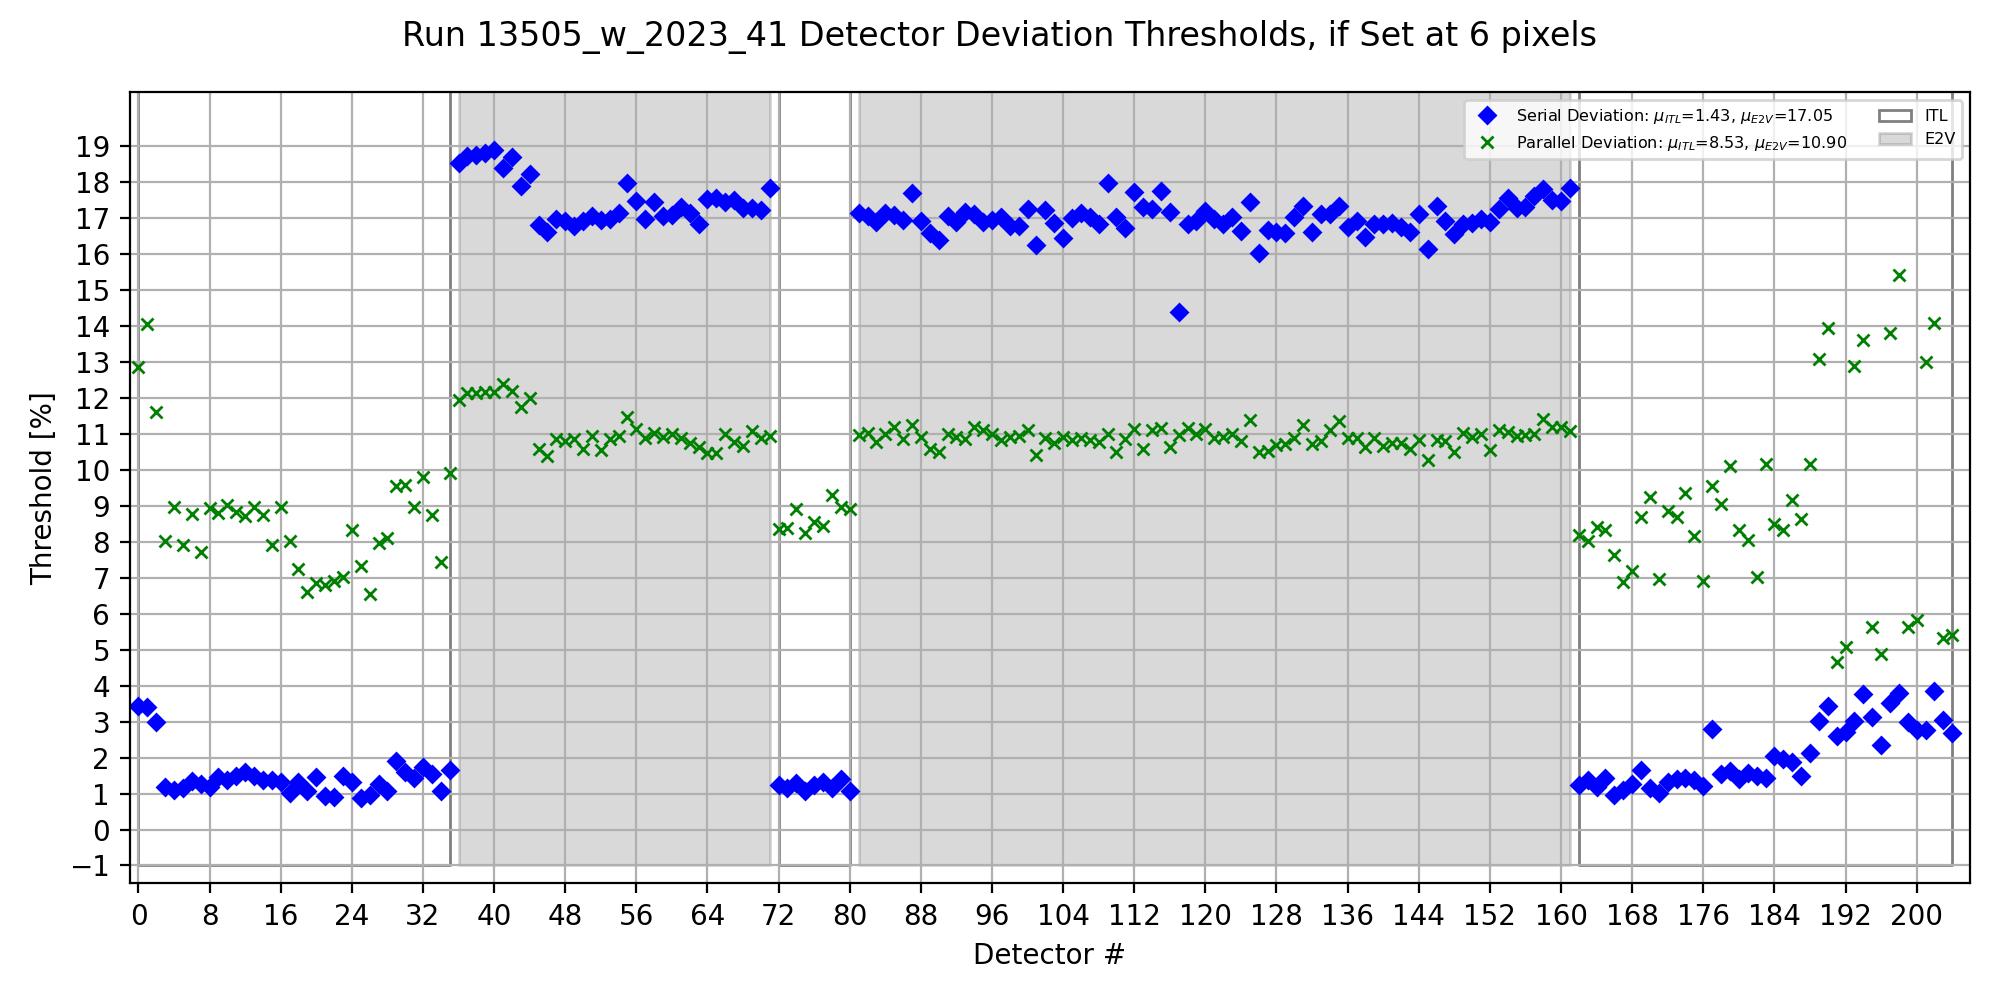 Run 13505_w_2023_41 Detector Deviation Thresholds, if Set at 6 pixels
Serial Deviation: μITL=1.43, μE2V=17.05
Parallel Deviation: μITL=8.53, μE2V=10.90
ITL
E2V
Threshold [%]
19
18
17
16
15
14
13
12
11
10
9
8
7
6
5
4
3
2
1
0
−1
0 8 16 24 32 40 48 56 64 72 80 88 96 104 112 120 128 136 144 152 160 168 176 184 192 200
Detector #